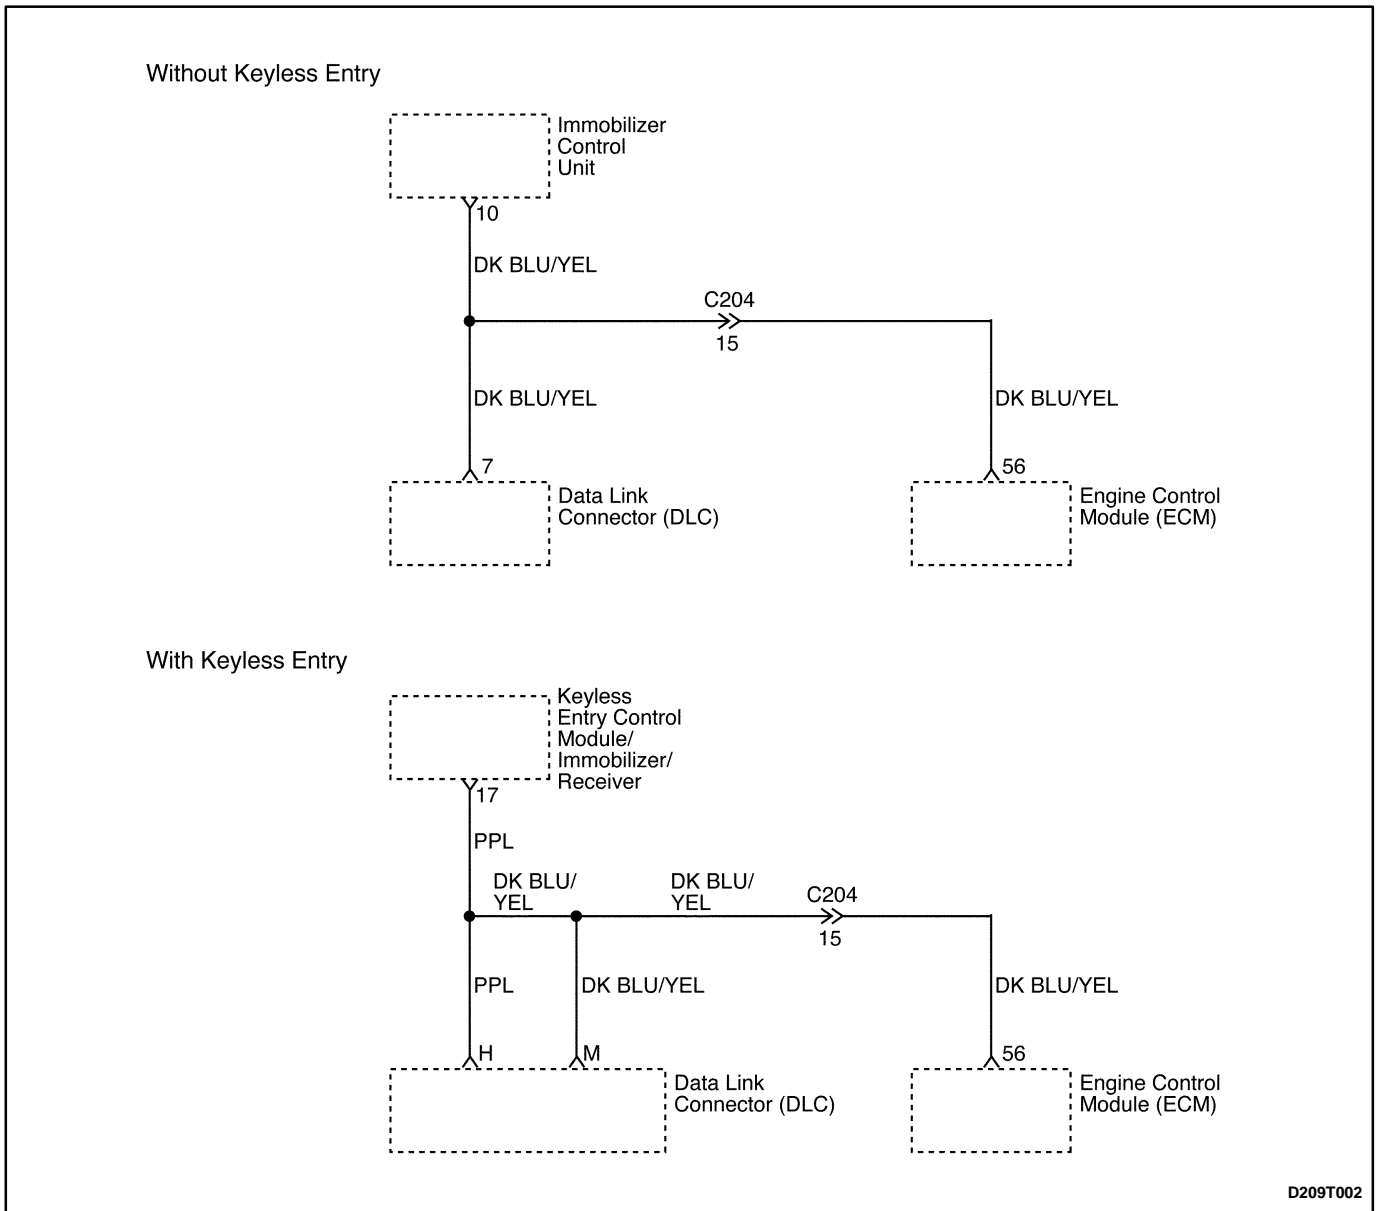 Without Keyless Entry
Immobilizer
Control
Unit
10
DK BLU/YEL
C204
15
DK BLU/YEL
DK BLU/YEL
7
56
Data Link
Connector (DLC)
Engine Control
Module (ECM)
With Keyless Entry
Keyless
Entry Control
Module/
Immobilizer/
Receiver
17
PPL
DK BLU/
YEL
DK BLU/
YEL
C204
15
PPL
DK BLU/YEL
DK BLU/YEL
H
M
56
Data Link
Connector (DLC)
Engine Control
Module (ECM)
D209T002